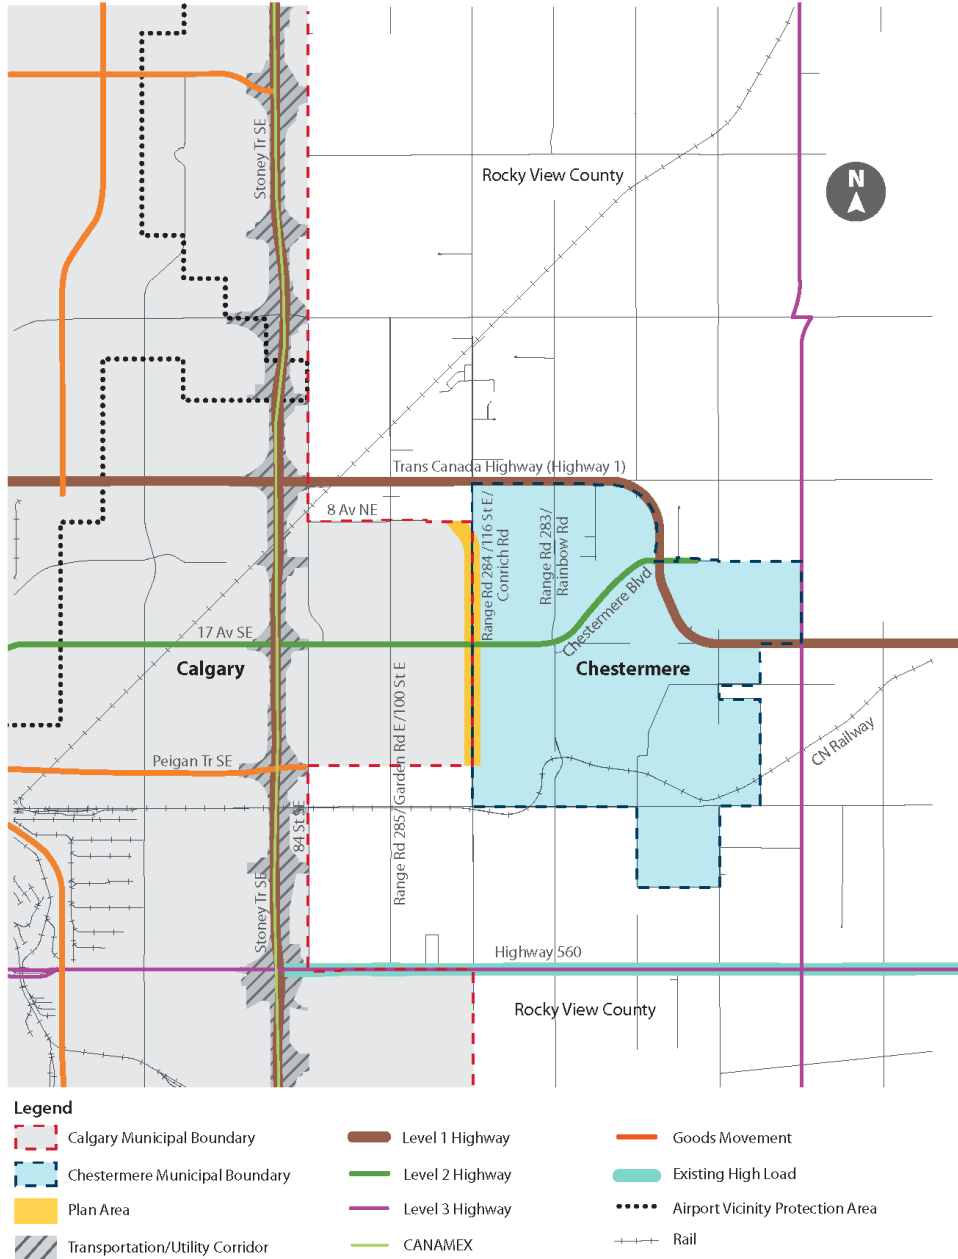 Stoney Tr SE
Rocky View County
N
Trans Canada Highway (Highway 1)
8 Av NE
Range Rd 284 /116 St E /
Conrich Rd
Range Rd 283/
Rainbow Rd
Chestermere Blvd
17 Av SE
Calgary
Chestermere
Range Rd 285/ Garden Rd E /100 St E
Peigan Tr SE
CN Railway
84 St SE
Stoney Tr SE
Highway 560
Rocky View County
Legend
Calgary Municipal Boundary
Chestermere Municipal Boundary
Plan Area
Transportation/Utility Corridor
Level 1 Highway
Level 2 Highway
Level 3 Highway
CANAMEX
Goods Movement
Existing High Load
Airport Vicinity Protection Area
Rail